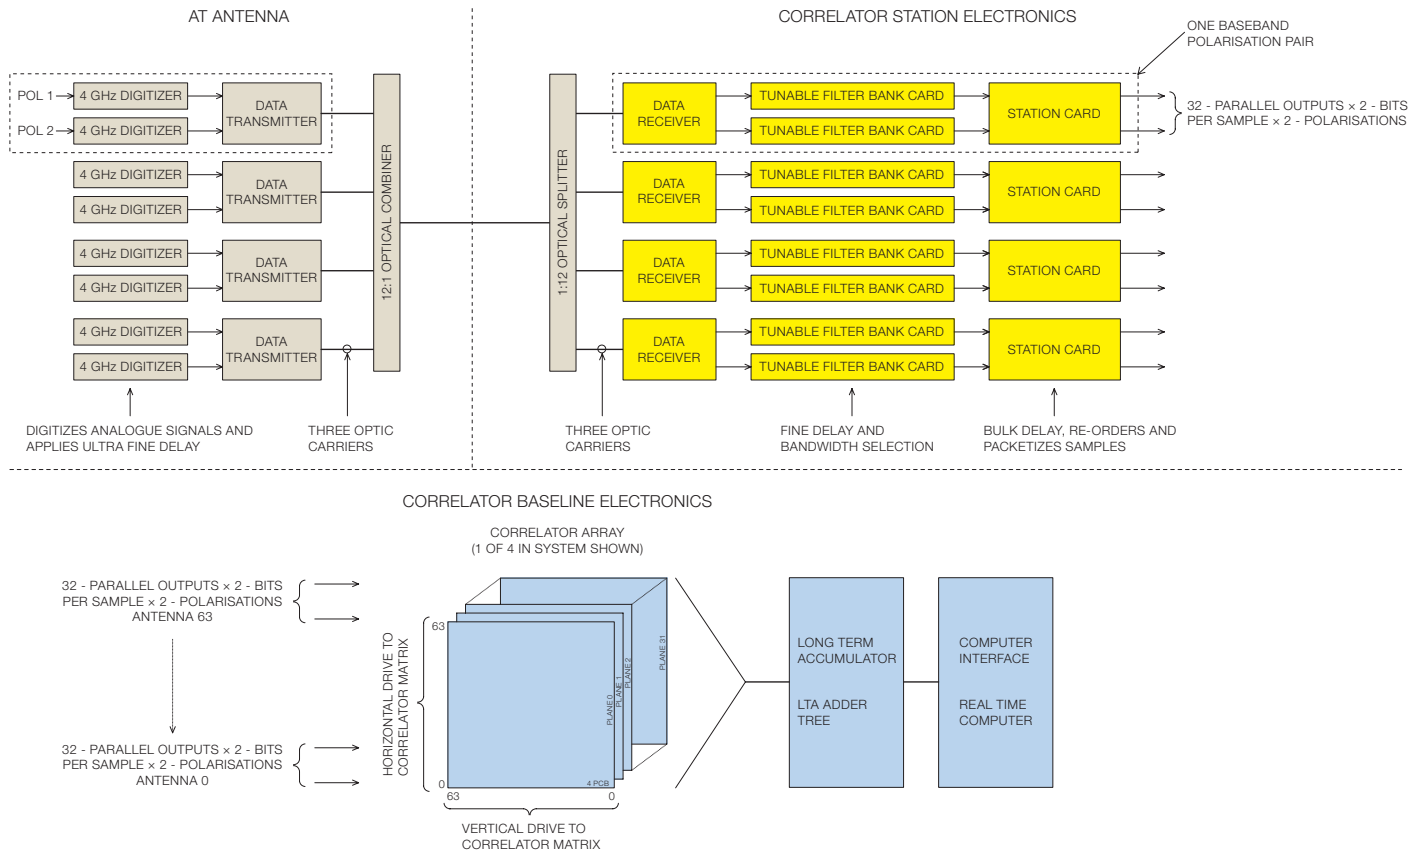 AT ANTENNA
CORRELATOR STATION ELECTRONICS
ONE BASEBAND
POLARISATION PAIR
POL 1
4 GHz DIGITIZER
POL 2
4 GHz DIGITIZER
DATA
TRANSMITTER
4 GHz DIGITIZER
4 GHz DIGITIZER
DATA
TRANSMITTER
4 GHz DIGITIZER
4 GHz DIGITIZER
DATA
TRANSMITTER
4 GHz DIGITIZER
4 GHz DIGITIZER
DATA
TRANSMITTER
12:1 OPTICAL COMBINER
1:12 OPTICAL SPLITTER
DATA
RECEIVER
TUNABLE FILTER BANK CARD
TUNABLE FILTER BANK CARD
STATION CARD
32 - PARALLEL OUTPUTS × 2 - BITS
PER SAMPLE × 2 - POLARISATIONS
DATA
RECEIVER
TUNABLE FILTER BANK CARD
TUNABLE FILTER BANK CARD
STATION CARD
DATA
RECEIVER
TUNABLE FILTER BANK CARD
TUNABLE FILTER BANK CARD
STATION CARD
DATA
RECEIVER
TUNABLE FILTER BANK CARD
TUNABLE FILTER BANK CARD
STATION CARD
DIGITIZES ANALOGUE SIGNALS AND
APPLIES ULTRA FINE DELAY
THREE OPTIC
CARRIERS
THREE OPTIC
CARRIERS
FINE DELAY AND
BANDWIDTH SELECTION
BULK DELAY, RE-ORDERS AND
PACKETIZES SAMPLES
CORRELATOR BASELINE ELECTRONICS
CORRELATOR ARRAY
(1 OF 4 IN SYSTEM SHOWN)
32 - PARALLEL OUTPUTS × 2 - BITS
PER SAMPLE × 2 - POLARISATIONS
ANTENNA 63
32 - PARALLEL OUTPUTS × 2 - BITS
PER SAMPLE × 2 - POLARISATIONS
ANTENNA 0
HORIZONTAL DRIVE TO
CORRELATOR MATRIX
63
0
PLANE 0
PLANE 1
PLANE 2
PLANE 31
4 PCB
63
0
VERTICAL DRIVE TO
CORRELATOR MATRIX
LONG TERM
ACCUMULATOR
LTA ADDER
TREE
COMPUTER
INTERFACE
REAL TIME
COMPUTER